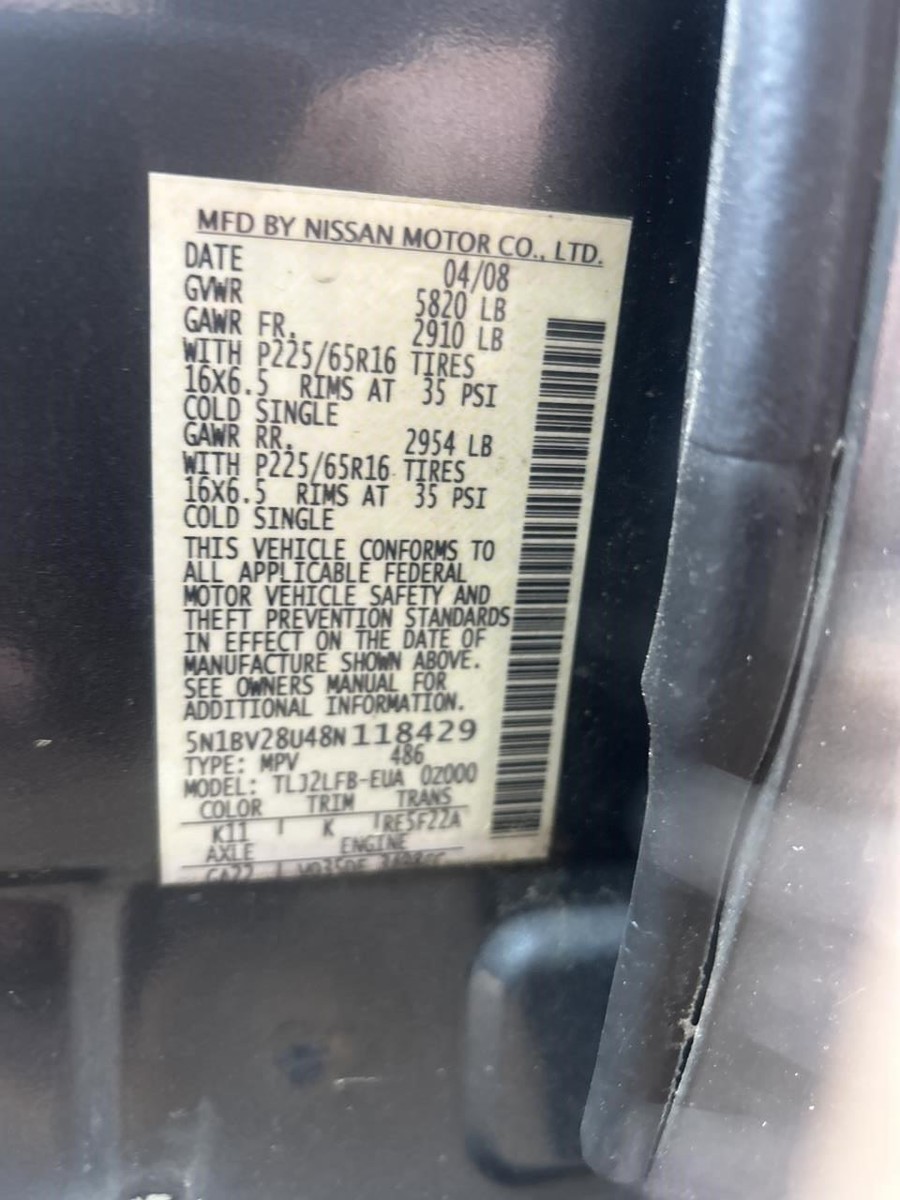 MFD BY NISSAN MOTOR CO., LTD.
DATE 04/08
GVWR 5820 LB
GAWR FR. 2910 LB
WITH P225/65R16 TIRES
16X6.5 RIMS AT 35 PSI
COLD SINGLE
GAWR RR. 2954 LB
WITH P225/65R16 TIRES
16X6.5 RIMS AT 35 PSI
COLD SINGLE
THIS VEHICLE CONFORMS TO
ALL APPLICABLE FEDERAL
MOTOR VEHICLE SAFETY AND
THEFT PREVENTION STANDARDS
IN EFFECT ON THE DATE OF
MANUFACTURE SHOWN ABOVE.
SEE OWNERS MANUAL FOR
ADDITIONAL INFORMATION.
5N1BV28U48N118429
TYPE: MPV 486
MODEL: TLJ2LFB-EUA 0Z000
COLOR TRIM TRANS
K11 K RE5F22A
AXLE ENGINE